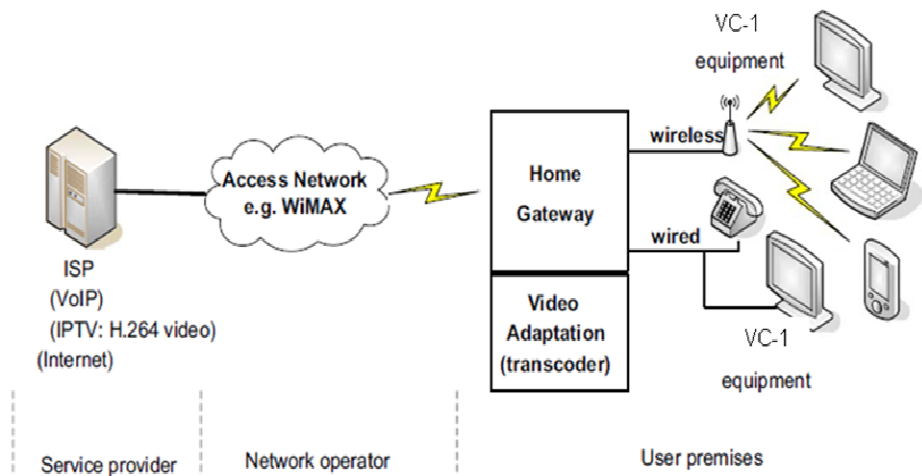 VC-1
equipment
wireless
Access Network
e.g. WiMAX
Home
Gateway
wired
ISP
(VoIP)
(IPTV: H.264 video)
(Internet)
Video
Adaptation
(transcoder)
VC-1
equipment
Service provider
Network operator
User premises